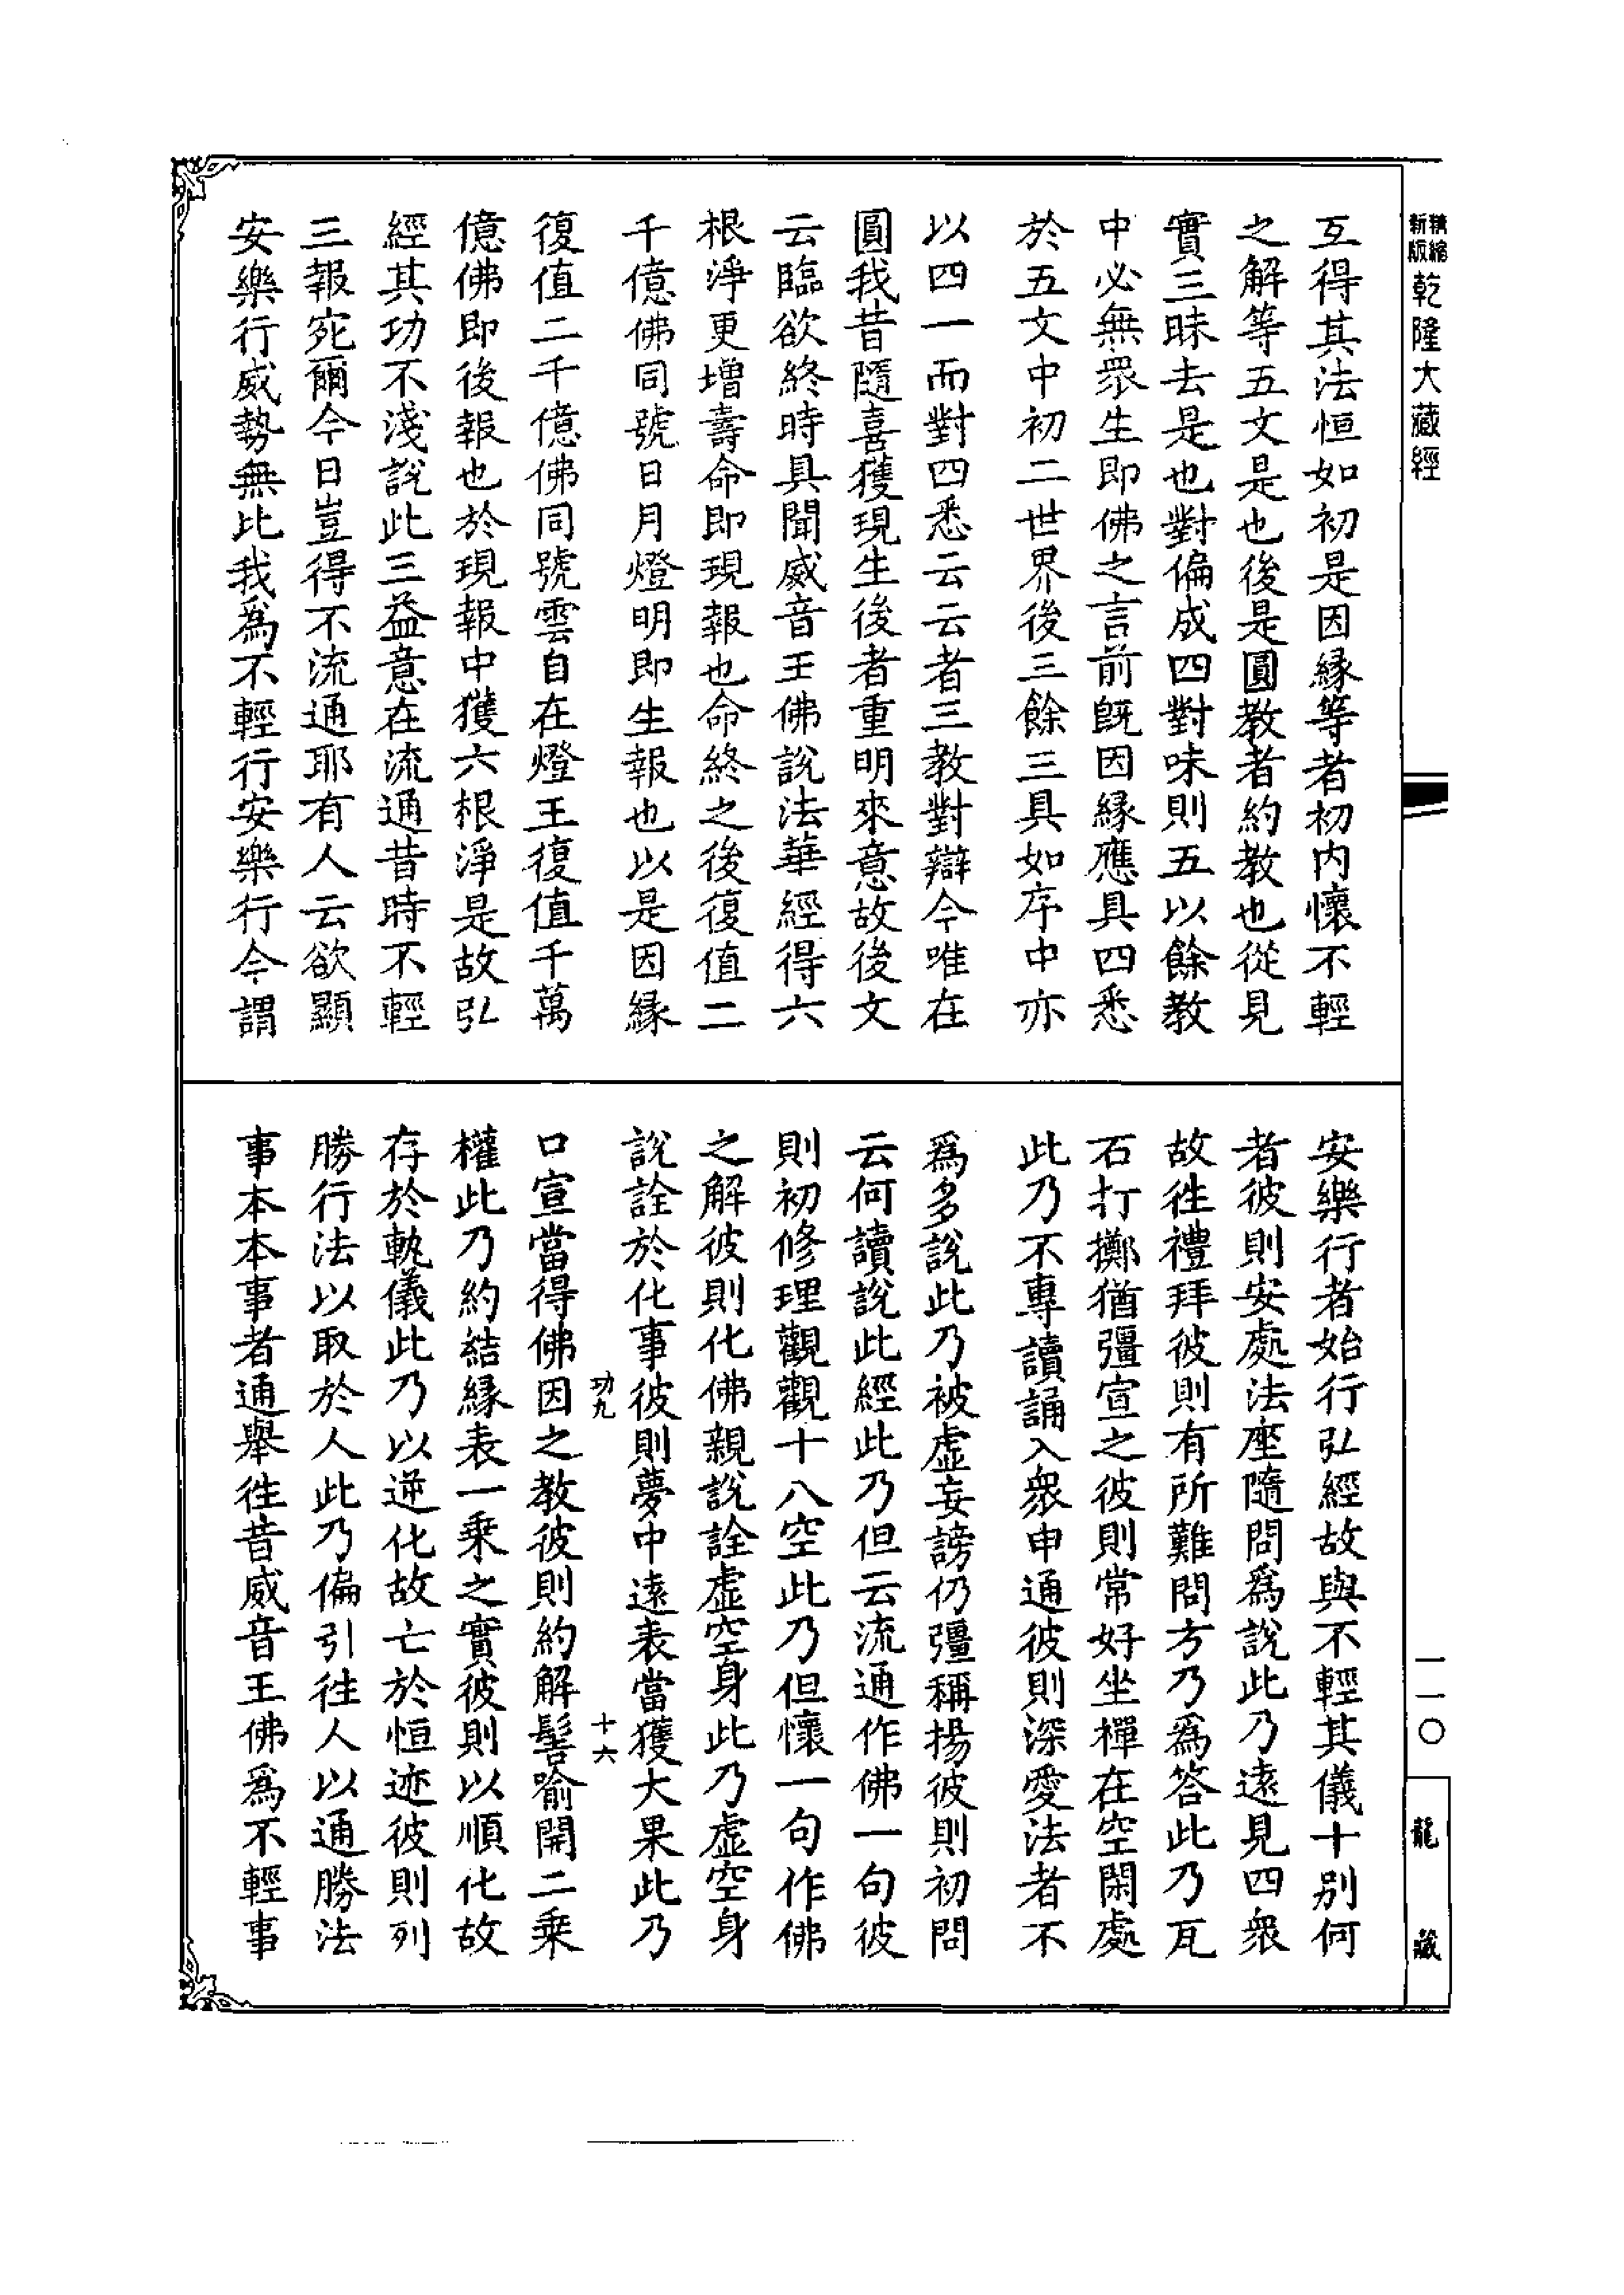 精縮新版乾隆大藏經
互得其法恒如初是因緣等者初内懷不輕
之解等五文是也後是圓教者約教也從見
實三昧去是也對偏成四對味則五以餘教
中必無眾生即佛之言前既因緣應具四悉
於五文中初二世界後三餘三具如序中亦
以四一而對四悉云云者三教對辯今唯在
圓我昔隨喜獲現生後者重明來意故後文
云臨欲終時具聞威音王佛說法華經得六
根淨更增壽命即現報也命終之後復值二
千億佛同號日月燈明即生報也以是因緣
復值二千億佛同號雲自在燈王復值千萬
億佛即後報也於現報中獲六根淨是故弘
經其功不淺說此三益意在流通昔時不輕
三報宛爾今日豈得不流通耶有人云欲顯
安樂行威勢無比我為不輕行安樂行今謂
安樂行者始行弘經故與不輕其儀十別何
者彼則安處法座隨問為說此乃遠見四眾
故往禮拜彼則有所難問方乃為答此乃瓦
石打擲猶彊宣之彼則常好坐禪在空閑處
此乃不專讀誦入眾申通彼則深愛法者不
為多說此乃被虛妄謗仍彊稱揚彼則初問
云何讀說此經此乃但云流通作佛一句彼
則初修理觀觀十八空此乃但懷一句作佛
之解彼則化佛親說詮虛空身此乃虛空身
說詮於化事彼則夢中遠表當獲大果此乃
功九
十六
口宣當得佛因之教彼則約解髻喻開二乘
權此乃約結緣表一乘之實彼則以順化故
存於軌儀此乃以逆化故亡於恒迹彼則列
勝行法以取於人此乃偏引往人以通勝法
事本本事者通舉往昔威音王佛為不輕事
一一〇
龍藏